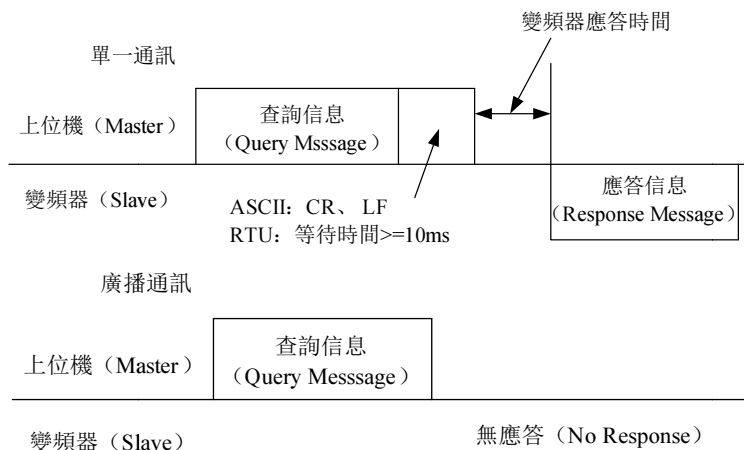 變頻器應答時間
單一通訊
上位機（Master）
查詢信息
（Query Msssage）
變頻器（Slave）
ASCII：CR、LF
RTU：等待時間>=10ms
應答信息
（Response Message）
廣播通訊
上位機（Master）
查詢信息
（Query Messsage）
變頻器（Slave）
無應答（No Response）